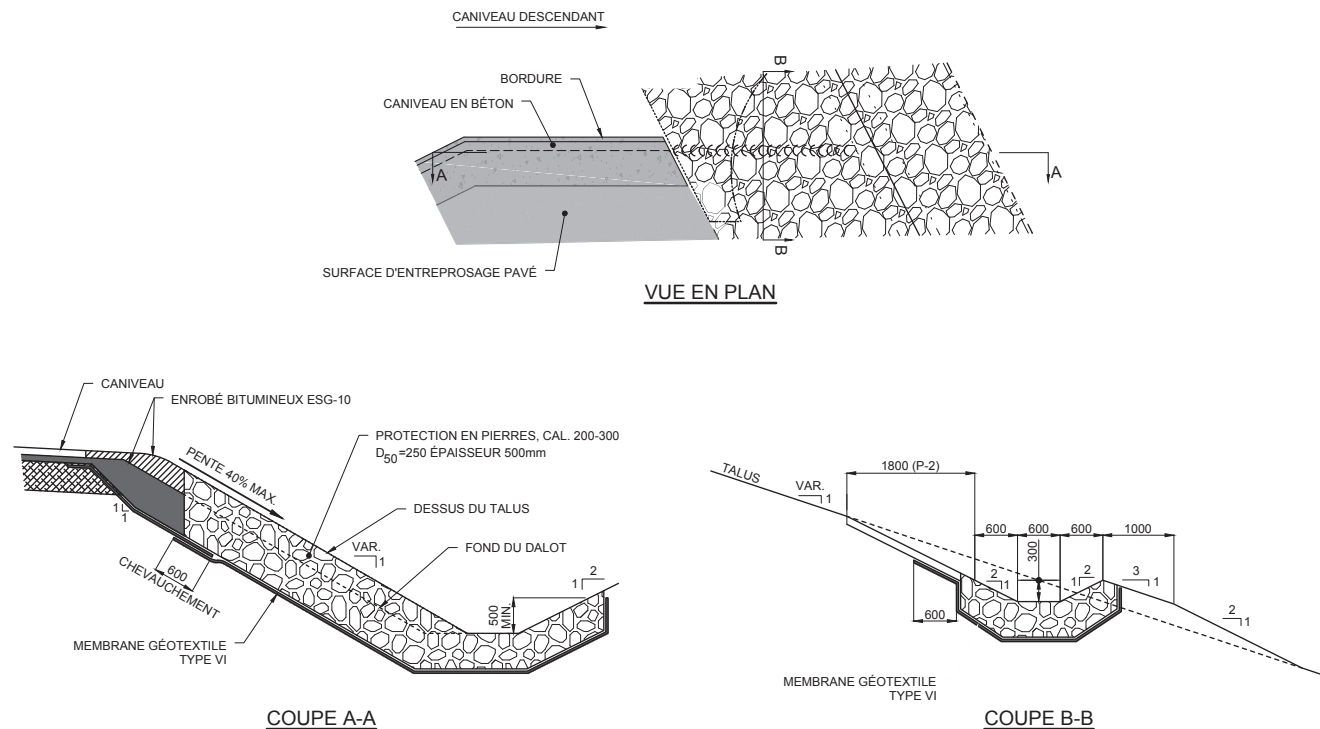 CANIVEAU DESCENDANT
BORDURE
CANIVEAU EN BÉTON
B
A
A
B
SURFACE D'ENTREPROSAGE PAVÉ
VUE EN PLAN
CANIVEAU
ENROBÉ BITUMINEUX ESG-10
PROTECTION EN PIERRES, CAL. 200-300
D50=250 ÉPAISSEUR 500mm
PENTE 40% MAX.
DESSUS DU TALUS
VAR.
1
FOND DU DALOT
1
1
600
CHEVAUCHEMENT
2
1
500
MIN.
MEMBRANE GÉOTEXTILE
TYPE VI
COUPE A-A
TALUS
VAR.
1
1800 (P-2)
600
600
600
1000
300
2
1
2
1
3
1
2
1
600
MEMBRANE GÉOTEXTILE
TYPE VI
COUPE B-B